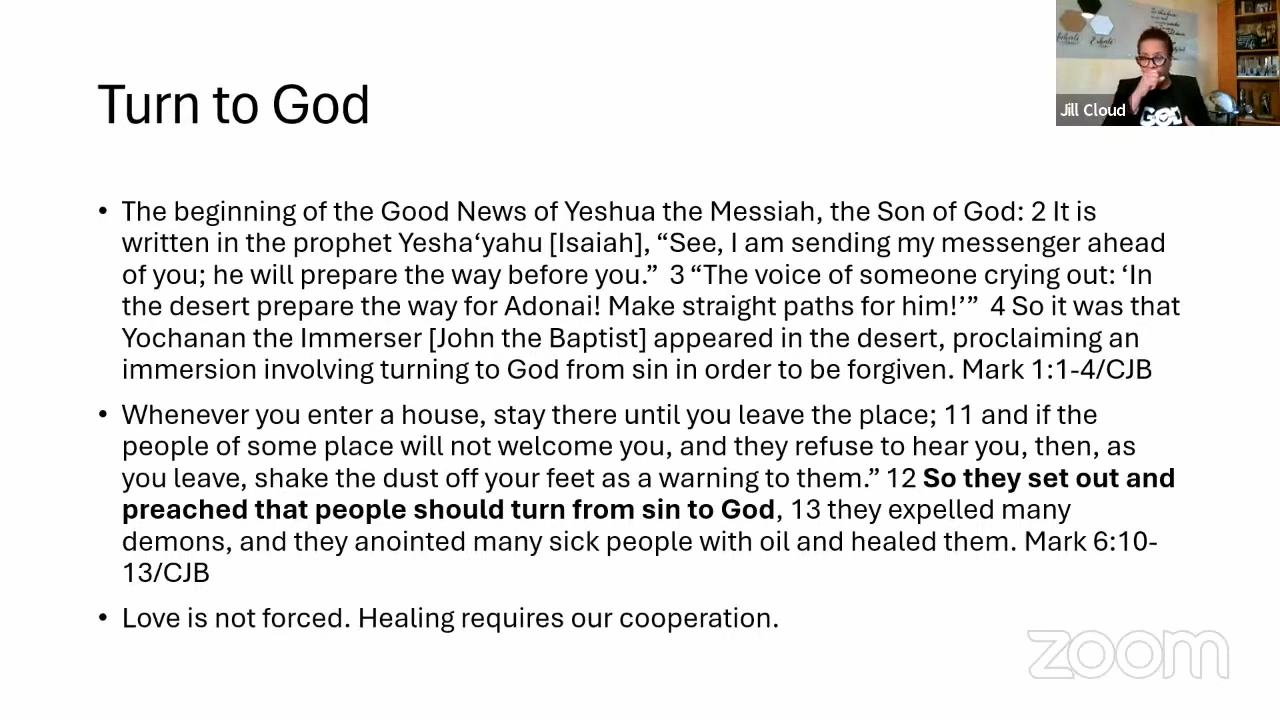 Turn to God
• The beginning of the Good News of Yeshua the Messiah, the Son of God: 2 It is
written in the prophet Yesha‘yahu [Isaiah], “See, I am sending my messenger ahead
of you; he will prepare the way before you.”  3 “The voice of someone crying out: ‘In
the desert prepare the way for Adonai! Make straight paths for him!’”  4 So it was that
Yochanan the Immerser [John the Baptist] appeared in the desert, proclaiming an
immersion involving turning to God from sin in order to be forgiven. Mark 1:1-4/CJB
• Whenever you enter a house, stay there until you leave the place; 11 and if the
people of some place will not welcome you, and they refuse to hear you, then, as
you leave, shake the dust off your feet as a warning to them.” 12 So they set out and
preached that people should turn from sin to God, 13 they expelled many
demons, and they anointed many sick people with oil and healed them. Mark 6:10-
13/CJB
• Love is not forced. Healing requires our cooperation.
Jill Cloud
GOD
zoom